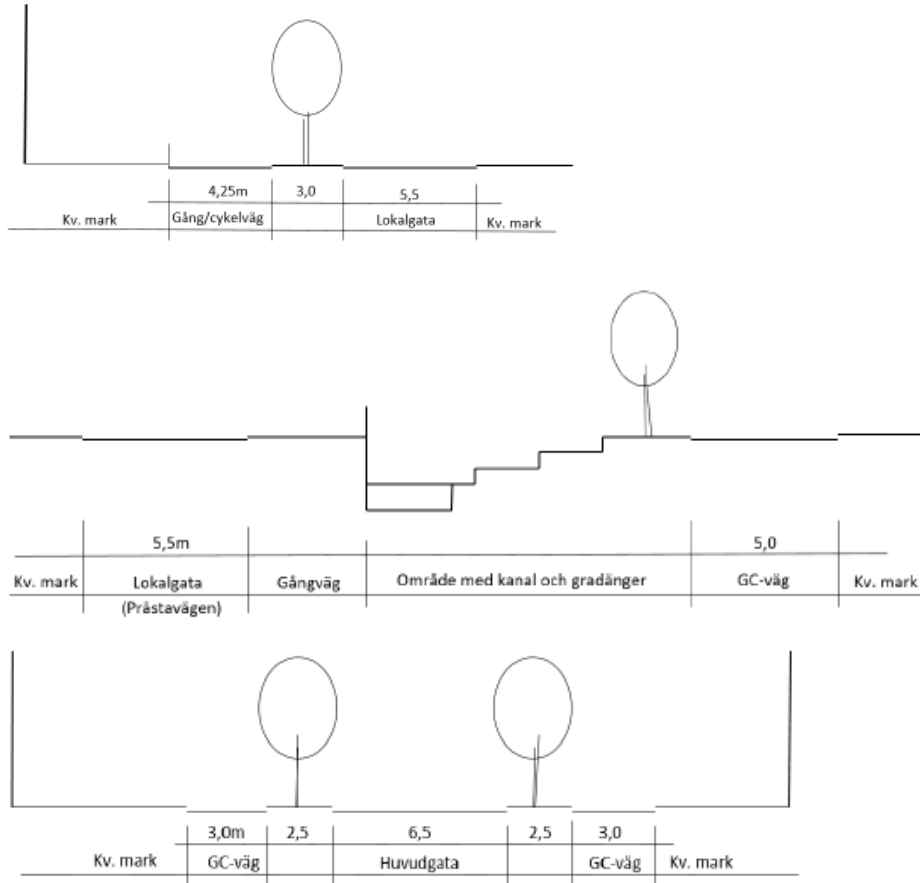 4,25m 3,0 5,5
Kv. mark Gång/cykelväg Lokalgata Kv. mark
5,5m 5,0
Kv. mark Lokalgata Gångväg Område med kanal och gradänger GC-väg Kv. mark
(Prästavägen)
3,0m 2,5 6,5 2,5 3,0
Kv. mark GC-väg Huvudgata GC-väg Kv. mark